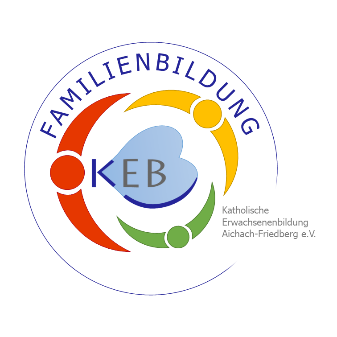 FAMILIENBILDUNG
KEB
Katholische
Erwachsenenbildung
Aichach-Friedberg e.V.